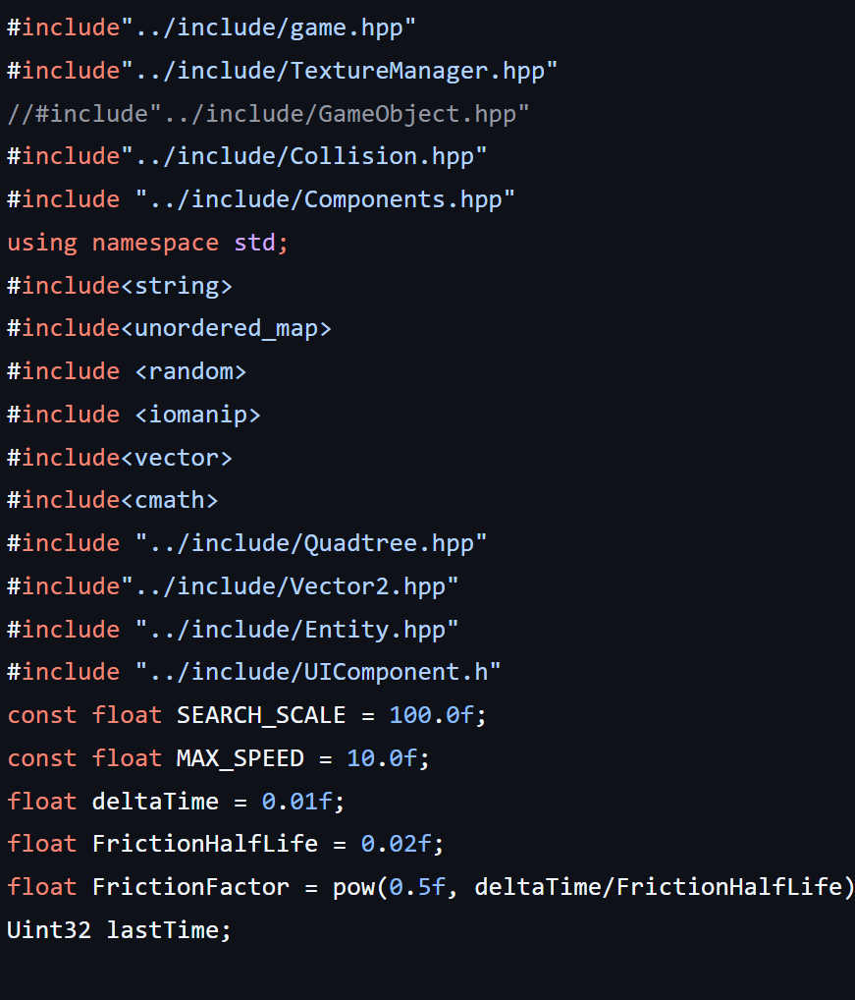 #include"../include/game.hpp"
#include"../include/TextureManager.hpp"
//#include"../include/GameObject.hpp"
#include"../include/Collision.hpp"
#include "../include/Components.hpp"
using namespace std;
#include<string>
#include<unordered_map>
#include <random>
#include <iomanip>
#include<vector>
#include<cmath>
#include "../include/Quadtree.hpp"
#include"../include/Vector2.hpp"
#include "../include/Entity.hpp"
#include "../include/UIComponent.h"
const float SEARCH_SCALE = 100.0f;
const float MAX_SPEED = 10.0f;
float deltaTime = 0.01f;
float FrictionHalfLife = 0.02f;
float FrictionFactor = pow(0.5f, deltaTime/FrictionHalfLife)
Uint32 lastTime;